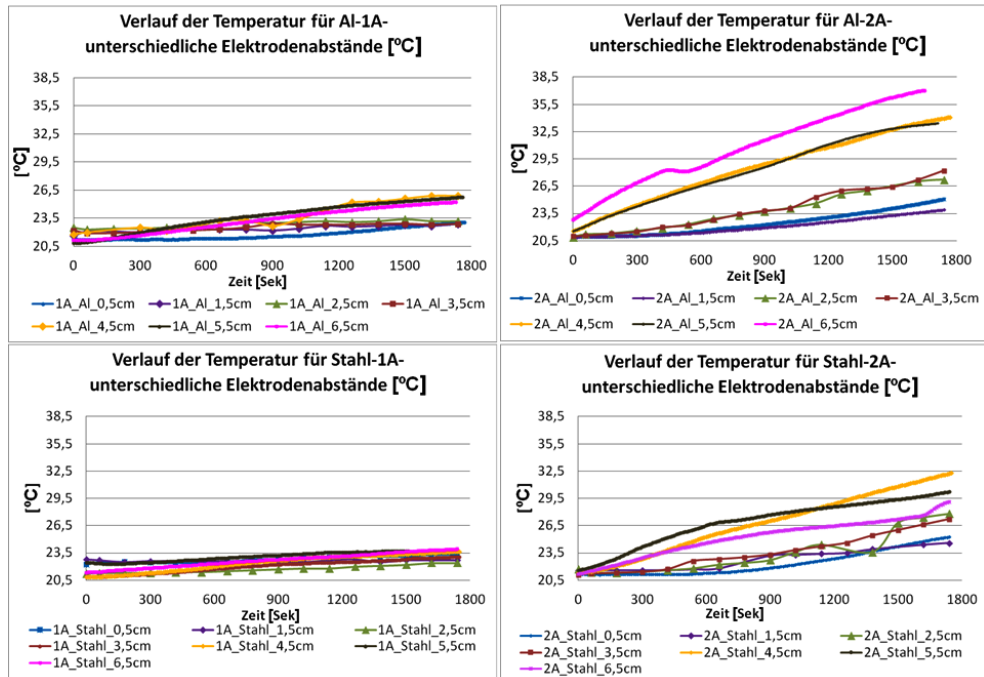 Verlauf der Temperatur für Al-1A-
unterschiedliche Elektrodenabstände [ºC]
38,5
35,5
32,5
29,5
26,5
23,5
20,5
[ºC]
0 300 600 900 1200 1500 1800
Zeit [Sek]
1A_Al_0,5cm 1A_Al_1,5cm 1A_Al_2,5cm 1A_Al_3,5cm
1A_Al_4,5cm 1A_Al_5,5cm 1A_Al_6,5cm
Verlauf der Temperatur für Al-2A-
unterschiedliche Elektrodenabstände [ºC]
38,5
35,5
32,5
29,5
26,5
23,5
20,5
[ºC]
0 300 600 900 1200 1500 1800
Zeit [Sek]
2A_Al_0,5cm 2A_Al_1,5cm 2A_Al_2,5cm 2A_Al_3,5cm
2A_Al_4,5cm 2A_Al_5,5cm 2A_Al_6,5cm
Verlauf der Temperatur für Stahl-1A-
unterschiedliche Elektrodenabstände [ºC]
38,5
35,5
32,5
29,5
26,5
23,5
20,5
[ºC]
0 300 600 900 1200 1500 1800
Zeit [Sek]
1A_Stahl_0,5cm 1A_Stahl_1,5cm 1A_Stahl_2,5cm
1A_Stahl_3,5cm 1A_Stahl_4,5cm 1A_Stahl_5,5cm
1A_Stahl_6,5cm
Verlauf der Temperatur für Stahl-2A-
unterschiedliche Elektrodenabstände [ºC]
38,5
35,5
32,5
29,5
26,5
23,5
20,5
[ºC]
0 300 600 900 1200 1500 1800
Zeit [Sek]
2A_Stahl_0,5cm 2A_Stahl_1,5cm 2A_Stahl_2,5cm
2A_Stahl_3,5cm 2A_Stahl_4,5cm 2A_Stahl_5,5cm
2A_Stahl_6,5cm